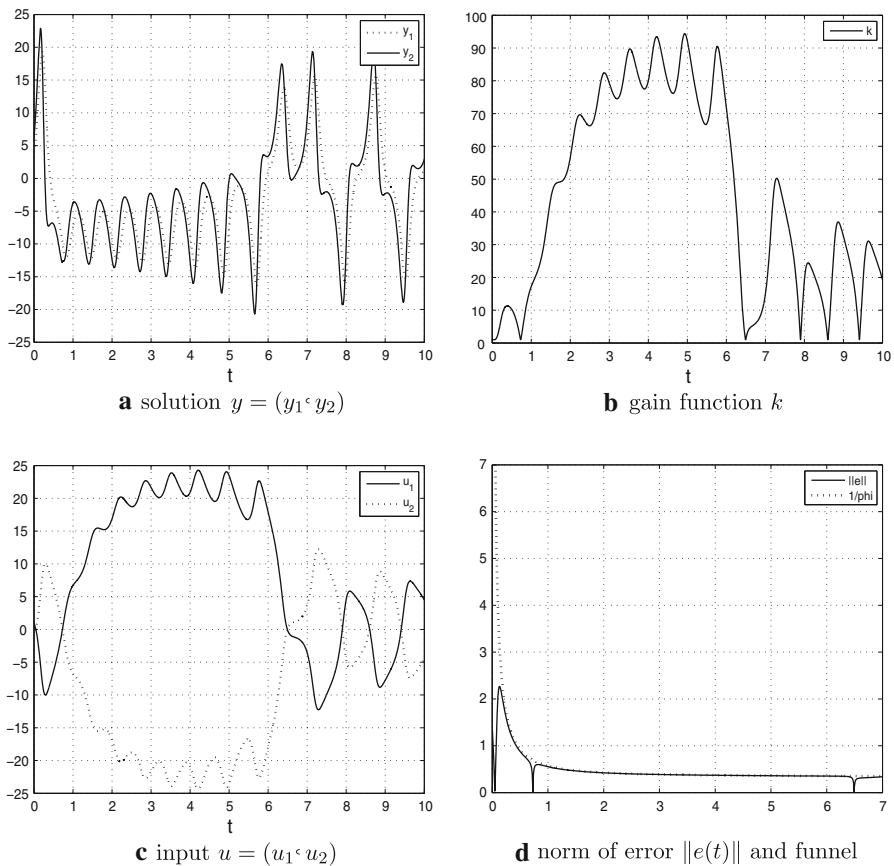 25
20
15
10
5
0
−5
−10
−15
−20
−25
0 1 2 3 4 5 6 7 8 9 10
t
y1
y2
a solution y = (y1, y2)
100
90
80
70
60
50
40
30
20
10
0
0 1 2 3 4 5 6 7 8 9 10
t
k
b gain function k
25
20
15
10
5
0
−5
−10
−15
−20
−25
0 1 2 3 4 5 6 7 8 9 10
t
u1
u2
c input u = (u1, u2)
7
6
5
4
3
2
1
0
0 1 2 3 4 5 6 7
||e||
1/phi
d norm of error ‖e(t)‖ and funnel